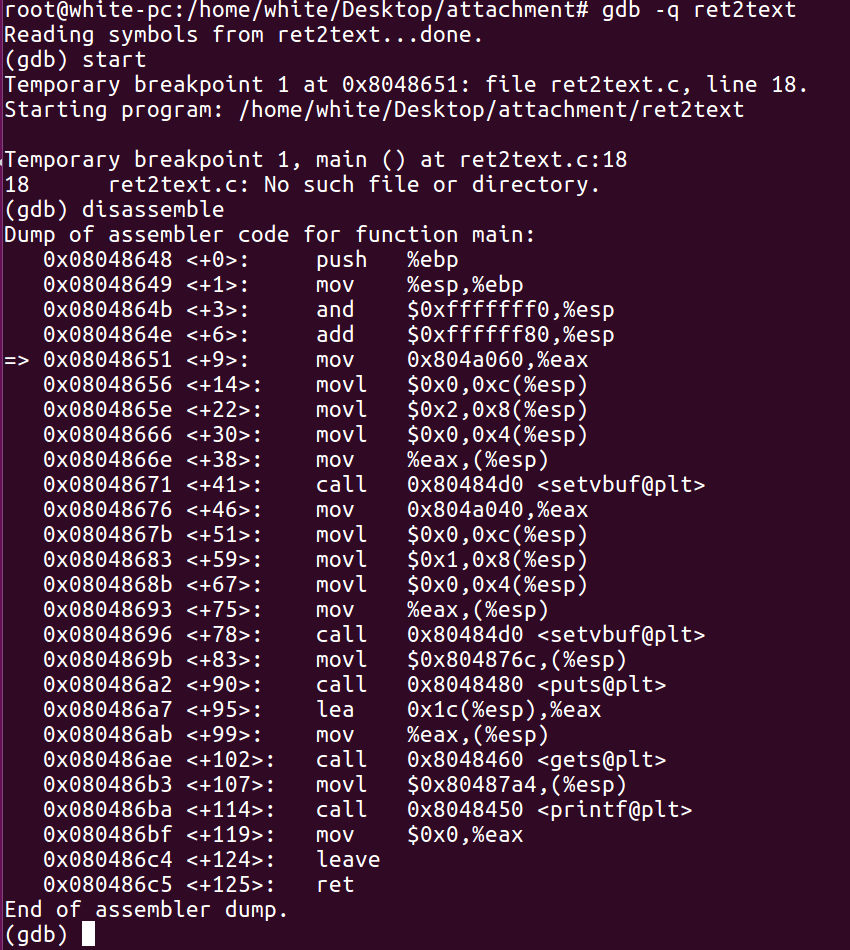 root@white-pc:/home/white/Desktop/attachment# gdb -q ret2text
Reading symbols from ret2text...done.
(gdb) start
Temporary breakpoint 1 at 0x8048651: file ret2text.c, line 18.
Starting program: /home/white/Desktop/attachment/ret2text

Temporary breakpoint 1, main () at ret2text.c:18
18      ret2text.c: No such file or directory.
(gdb) disassemble
Dump of assembler code for function main:
   0x08048648 <+0>:     push   %ebp
   0x08048649 <+1>:     mov    %esp,%ebp
   0x0804864b <+3>:     and    $0xfffffff0,%esp
   0x0804864e <+6>:     add    $0xffffff80,%esp
=> 0x08048651 <+9>:     mov    0x804a060,%eax
   0x08048656 <+14>:    movl   $0x0,0xc(%esp)
   0x0804865e <+22>:    movl   $0x2,0x8(%esp)
   0x08048666 <+30>:    movl   $0x0,0x4(%esp)
   0x0804866e <+38>:    mov    %eax,(%esp)
   0x08048671 <+41>:    call   0x80484d0 <setvbuf@plt>
   0x08048676 <+46>:    mov    0x804a040,%eax
   0x0804867b <+51>:    movl   $0x0,0xc(%esp)
   0x08048683 <+59>:    movl   $0x1,0x8(%esp)
   0x0804868b <+67>:    movl   $0x0,0x4(%esp)
   0x08048693 <+75>:    mov    %eax,(%esp)
   0x08048696 <+78>:    call   0x80484d0 <setvbuf@plt>
   0x0804869b <+83>:    movl   $0x804876c,(%esp)
   0x080486a2 <+90>:    call   0x8048480 <puts@plt>
   0x080486a7 <+95>:    lea    0x1c(%esp),%eax
   0x080486ab <+99>:    mov    %eax,(%esp)
   0x080486ae <+102>:   call   0x8048460 <gets@plt>
   0x080486b3 <+107>:   movl   $0x80487a4,(%esp)
   0x080486ba <+114>:   call   0x8048450 <printf@plt>
   0x080486bf <+119>:   mov    $0x0,%eax
   0x080486c4 <+124>:   leave
   0x080486c5 <+125>:   ret
End of assembler dump.
(gdb)